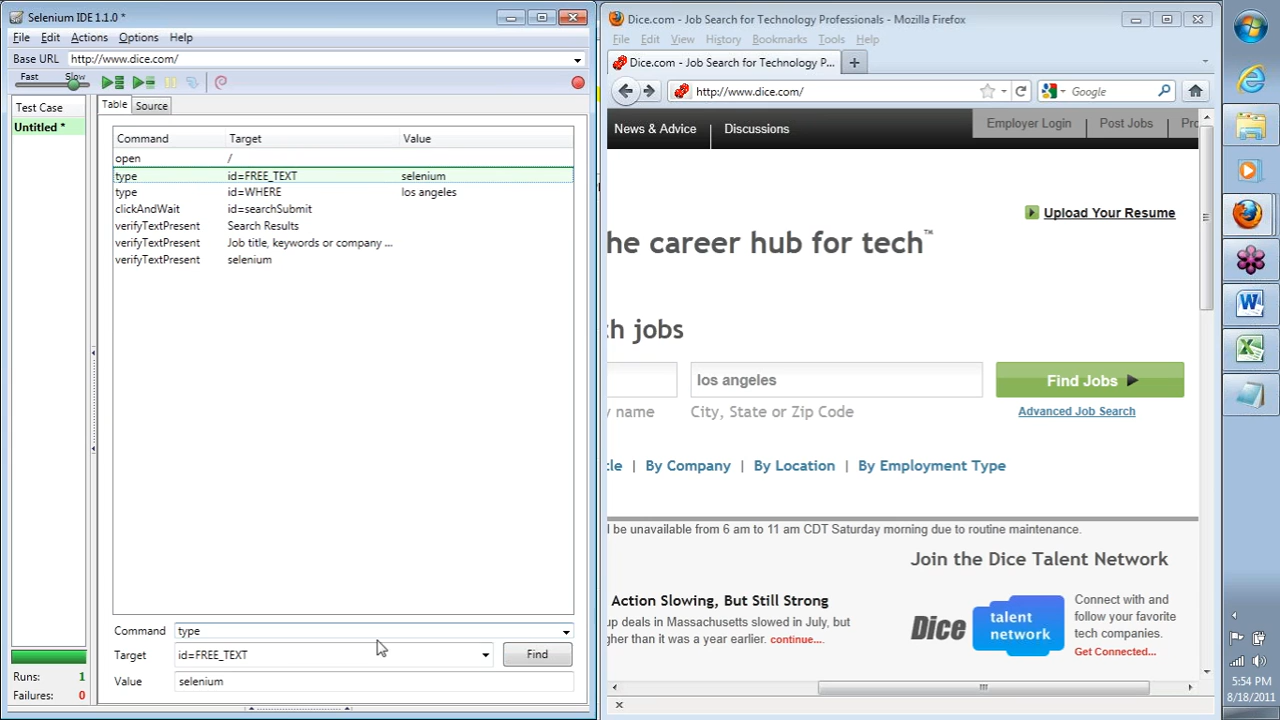 Selenium IDE 1.1.0 *
File Edit Actions Options Help
Base URL http://www.dice.com/
Fast Slow
Test Case
Untitled *
Table Source
Command Target Value
open /
type id=FREE_TEXT selenium
type id=WHERE los angeles
clickAndWait id=searchSubmit
verifyTextPresent Search Results
verifyTextPresent Job title, keywords or company ...
verifyTextPresent selenium
Command type
Target id=FREE_TEXT Find
Value selenium
Runs: 1
Failures: 0
Dice.com - Job Search for Technology Professionals - Mozilla Firefox
File Edit View History Bookmarks Tools Help
Dice.com - Job Search for Technology P...
http://www.dice.com/
Google
News & Advice Discussions Employer Login Post Jobs Pro
Upload Your Resume
he career hub for tech™
ch jobs
los angeles Find Jobs
y name City, State or Zip Code Advanced Job Search
tle | By Company | By Location | By Employment Type
l be unavailable from 6 am to 11 am CDT Saturday morning due to routine maintenance.
Join the Dice Talent Network
Action Slowing, But Still Strong
up deals in Massachusetts slowed in July, but
gher than it was a year earlier. continue...
Dice talent network
Connect with and
follow your favorite
tech companies.
Get Connected...
5:54 PM
8/18/2011